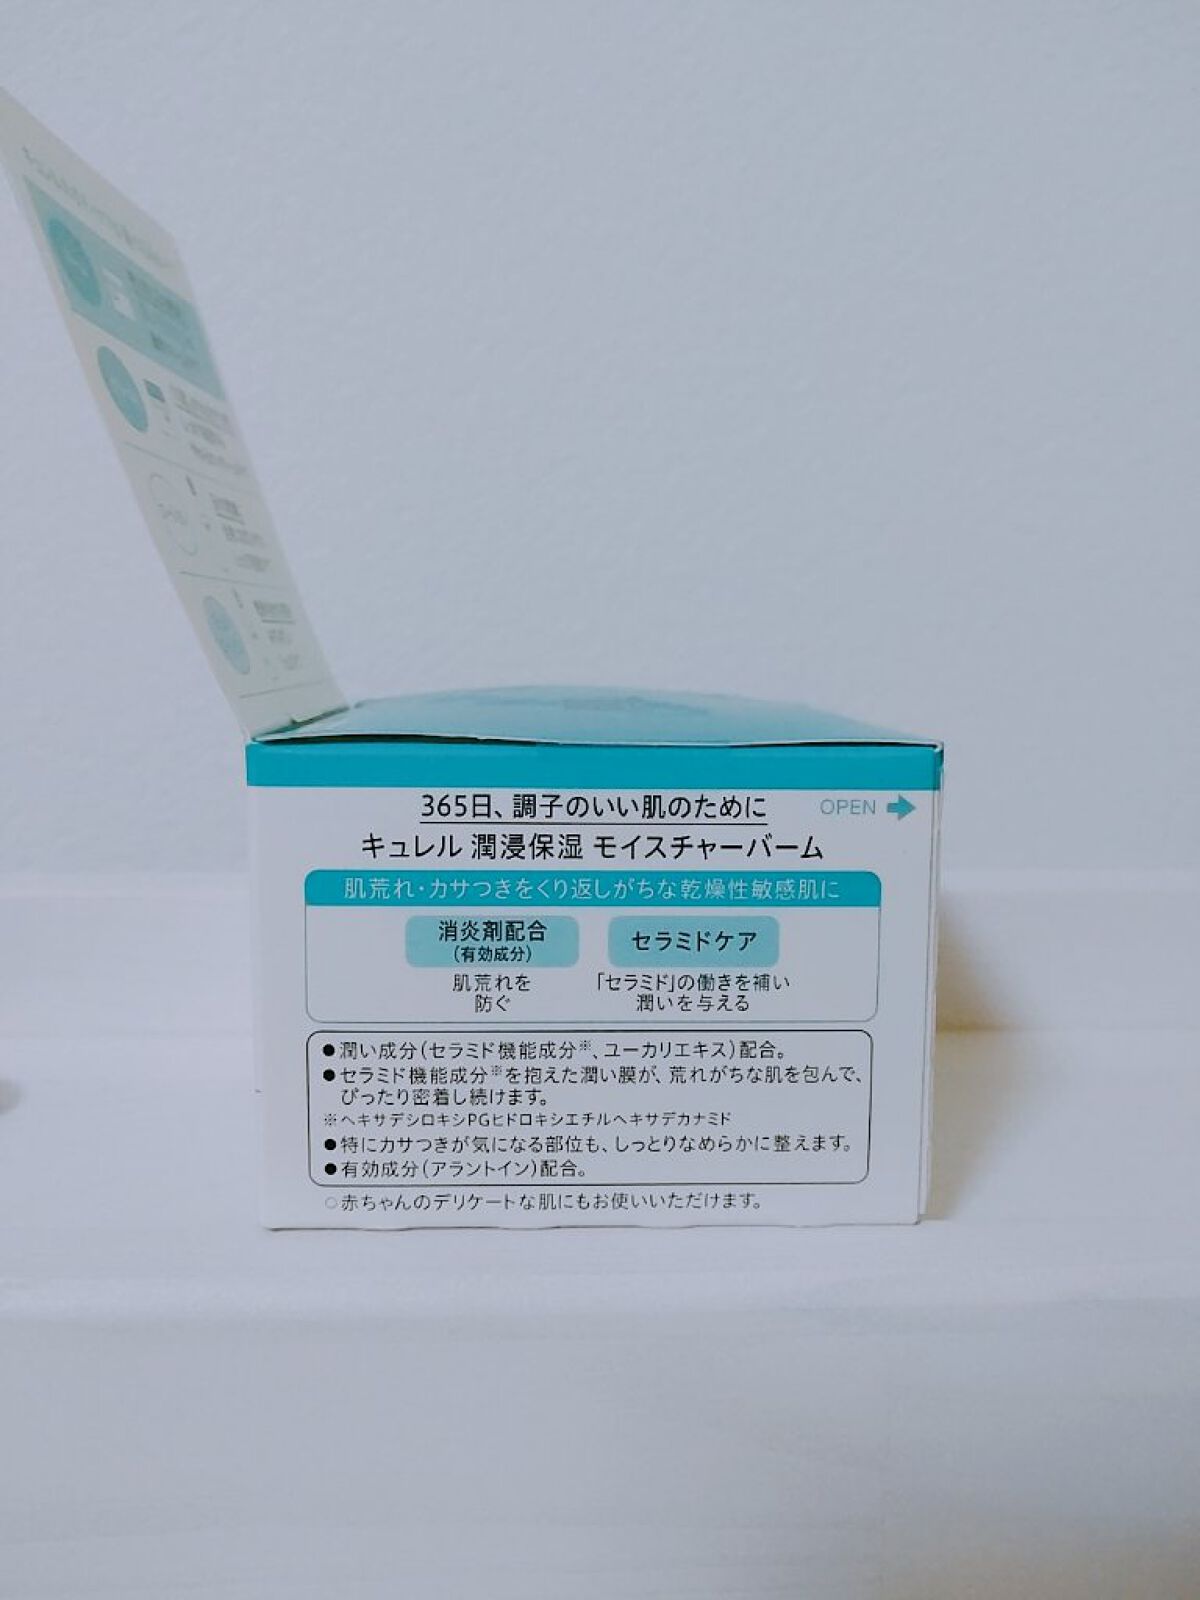 365日、調子のいい肌のために
OPEN
キュレル 潤浸保湿 モイスチャーバーム
肌荒れ・カサつきをくり返しがちな乾燥性敏感肌に
消炎剤配合
(有効成分)
肌荒れを
防ぐ
セラミドケア
「セラミド」の働きを補い
潤いを与える
●潤い成分(セラミド機能成分※、ユーカリエキス)配合。
●セラミド機能成分※を抱えた潤い膜が、荒れがちな肌を包んで、
ぴったり密着し続けます。
※ヘキサデシロキシPGヒドロキシエチルヘキサデカナミド
●特にカサつきが気になる部位も、しっとりなめらかに整えます。
●有効成分(アラントイン)配合。
○赤ちゃんのデリケートな肌にもお使いいただけます。